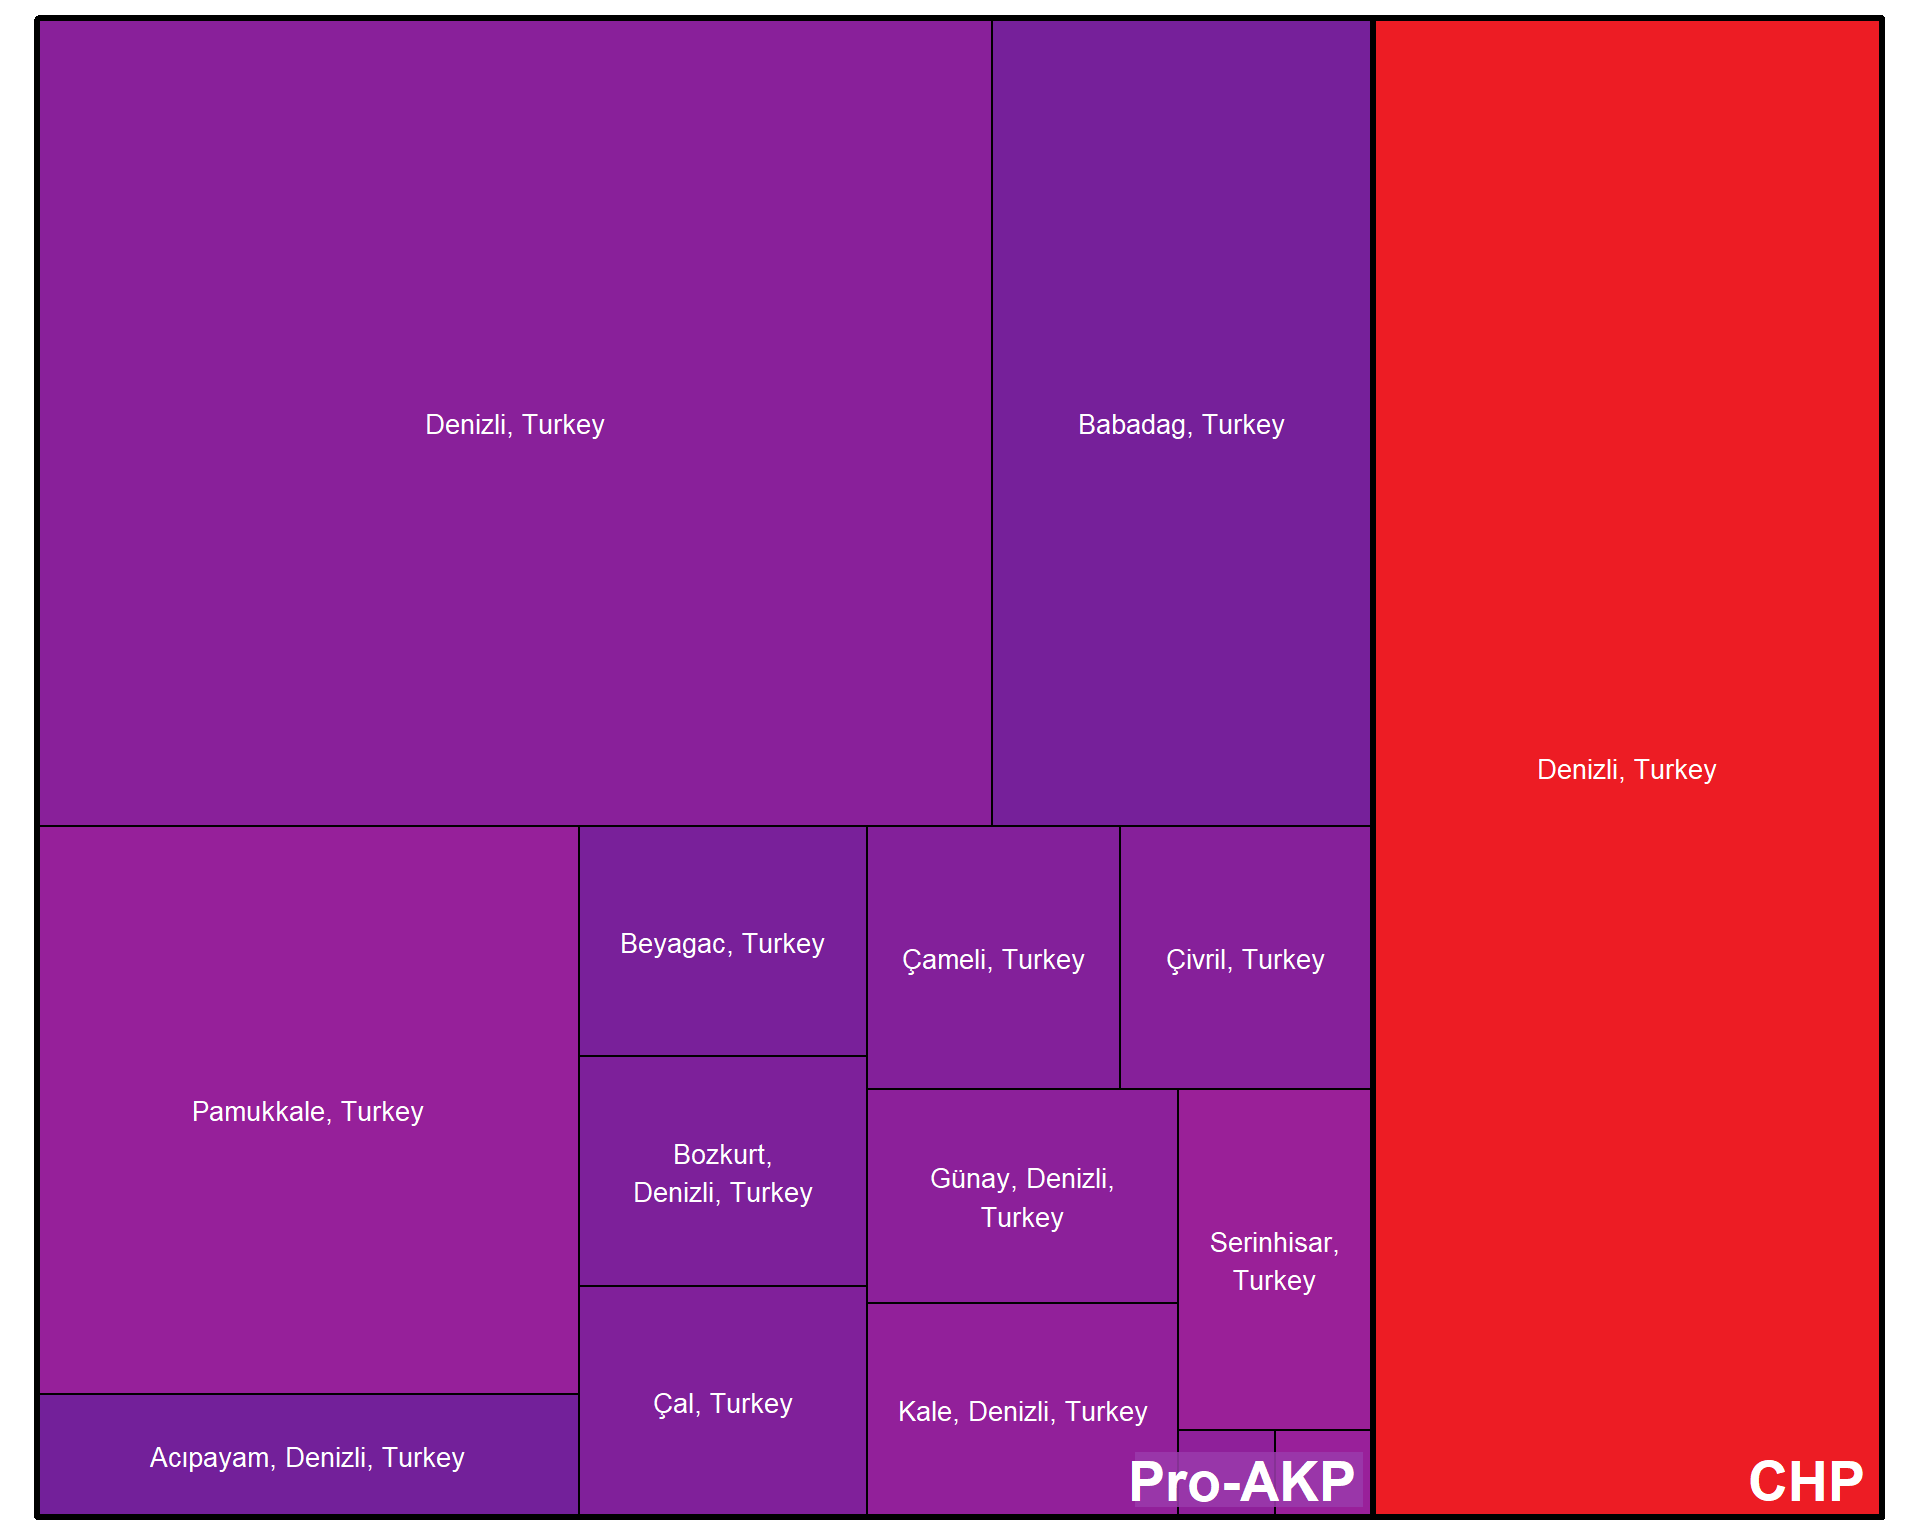 Denizli, Turkey
Babadag, Turkey
Denizli, Turkey
Pamukkale, Turkey
Beyagac, Turkey
Çameli, Turkey
Çivril, Turkey
Bozkurt,
Denizli, Turkey
Günay, Denizli,
Turkey
Serinhisar,
Turkey
Çal, Turkey
Kale, Denizli, Turkey
Acıpayam, Denizli, Turkey
Pro-AKP
CHP